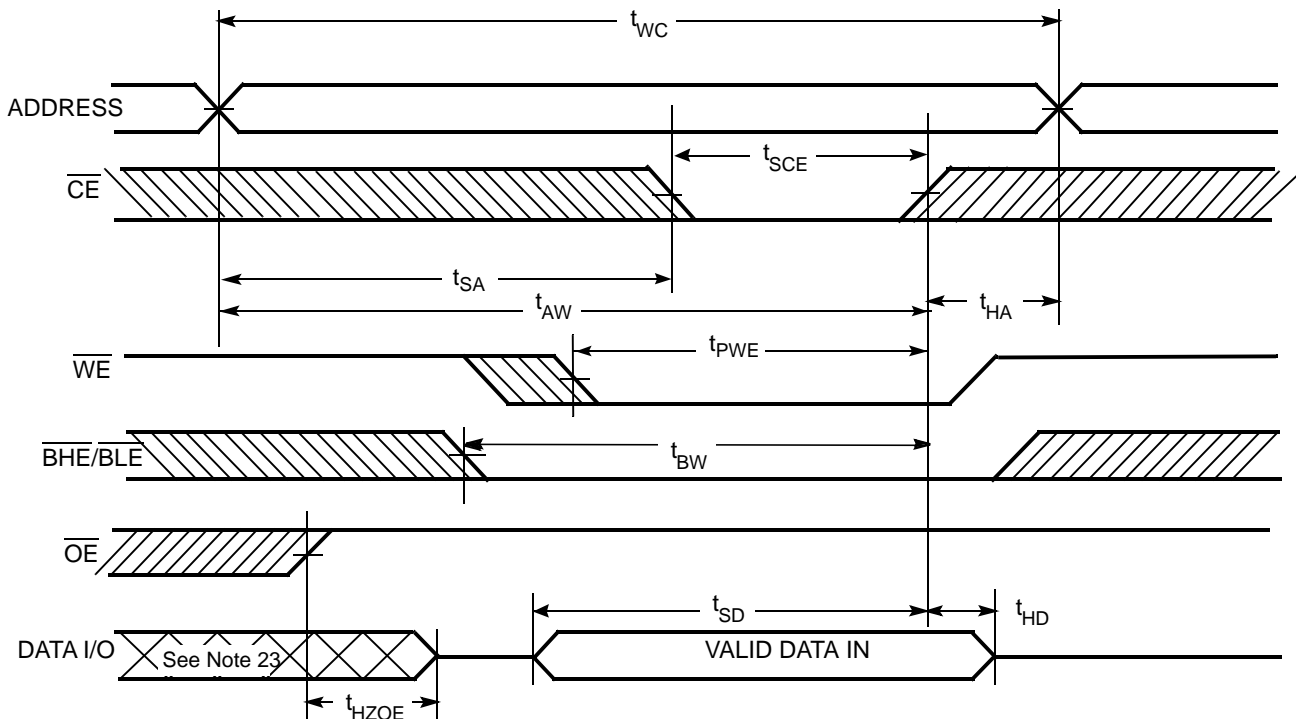 tWC
ADDRESS
tSCE
CE
tSA
tAW
tHA
tPWE
WE
BHE/BLE
tBW
OE
tSD
tHD
DATA I/O
See Note 23
VALID DATA IN
tHZOE